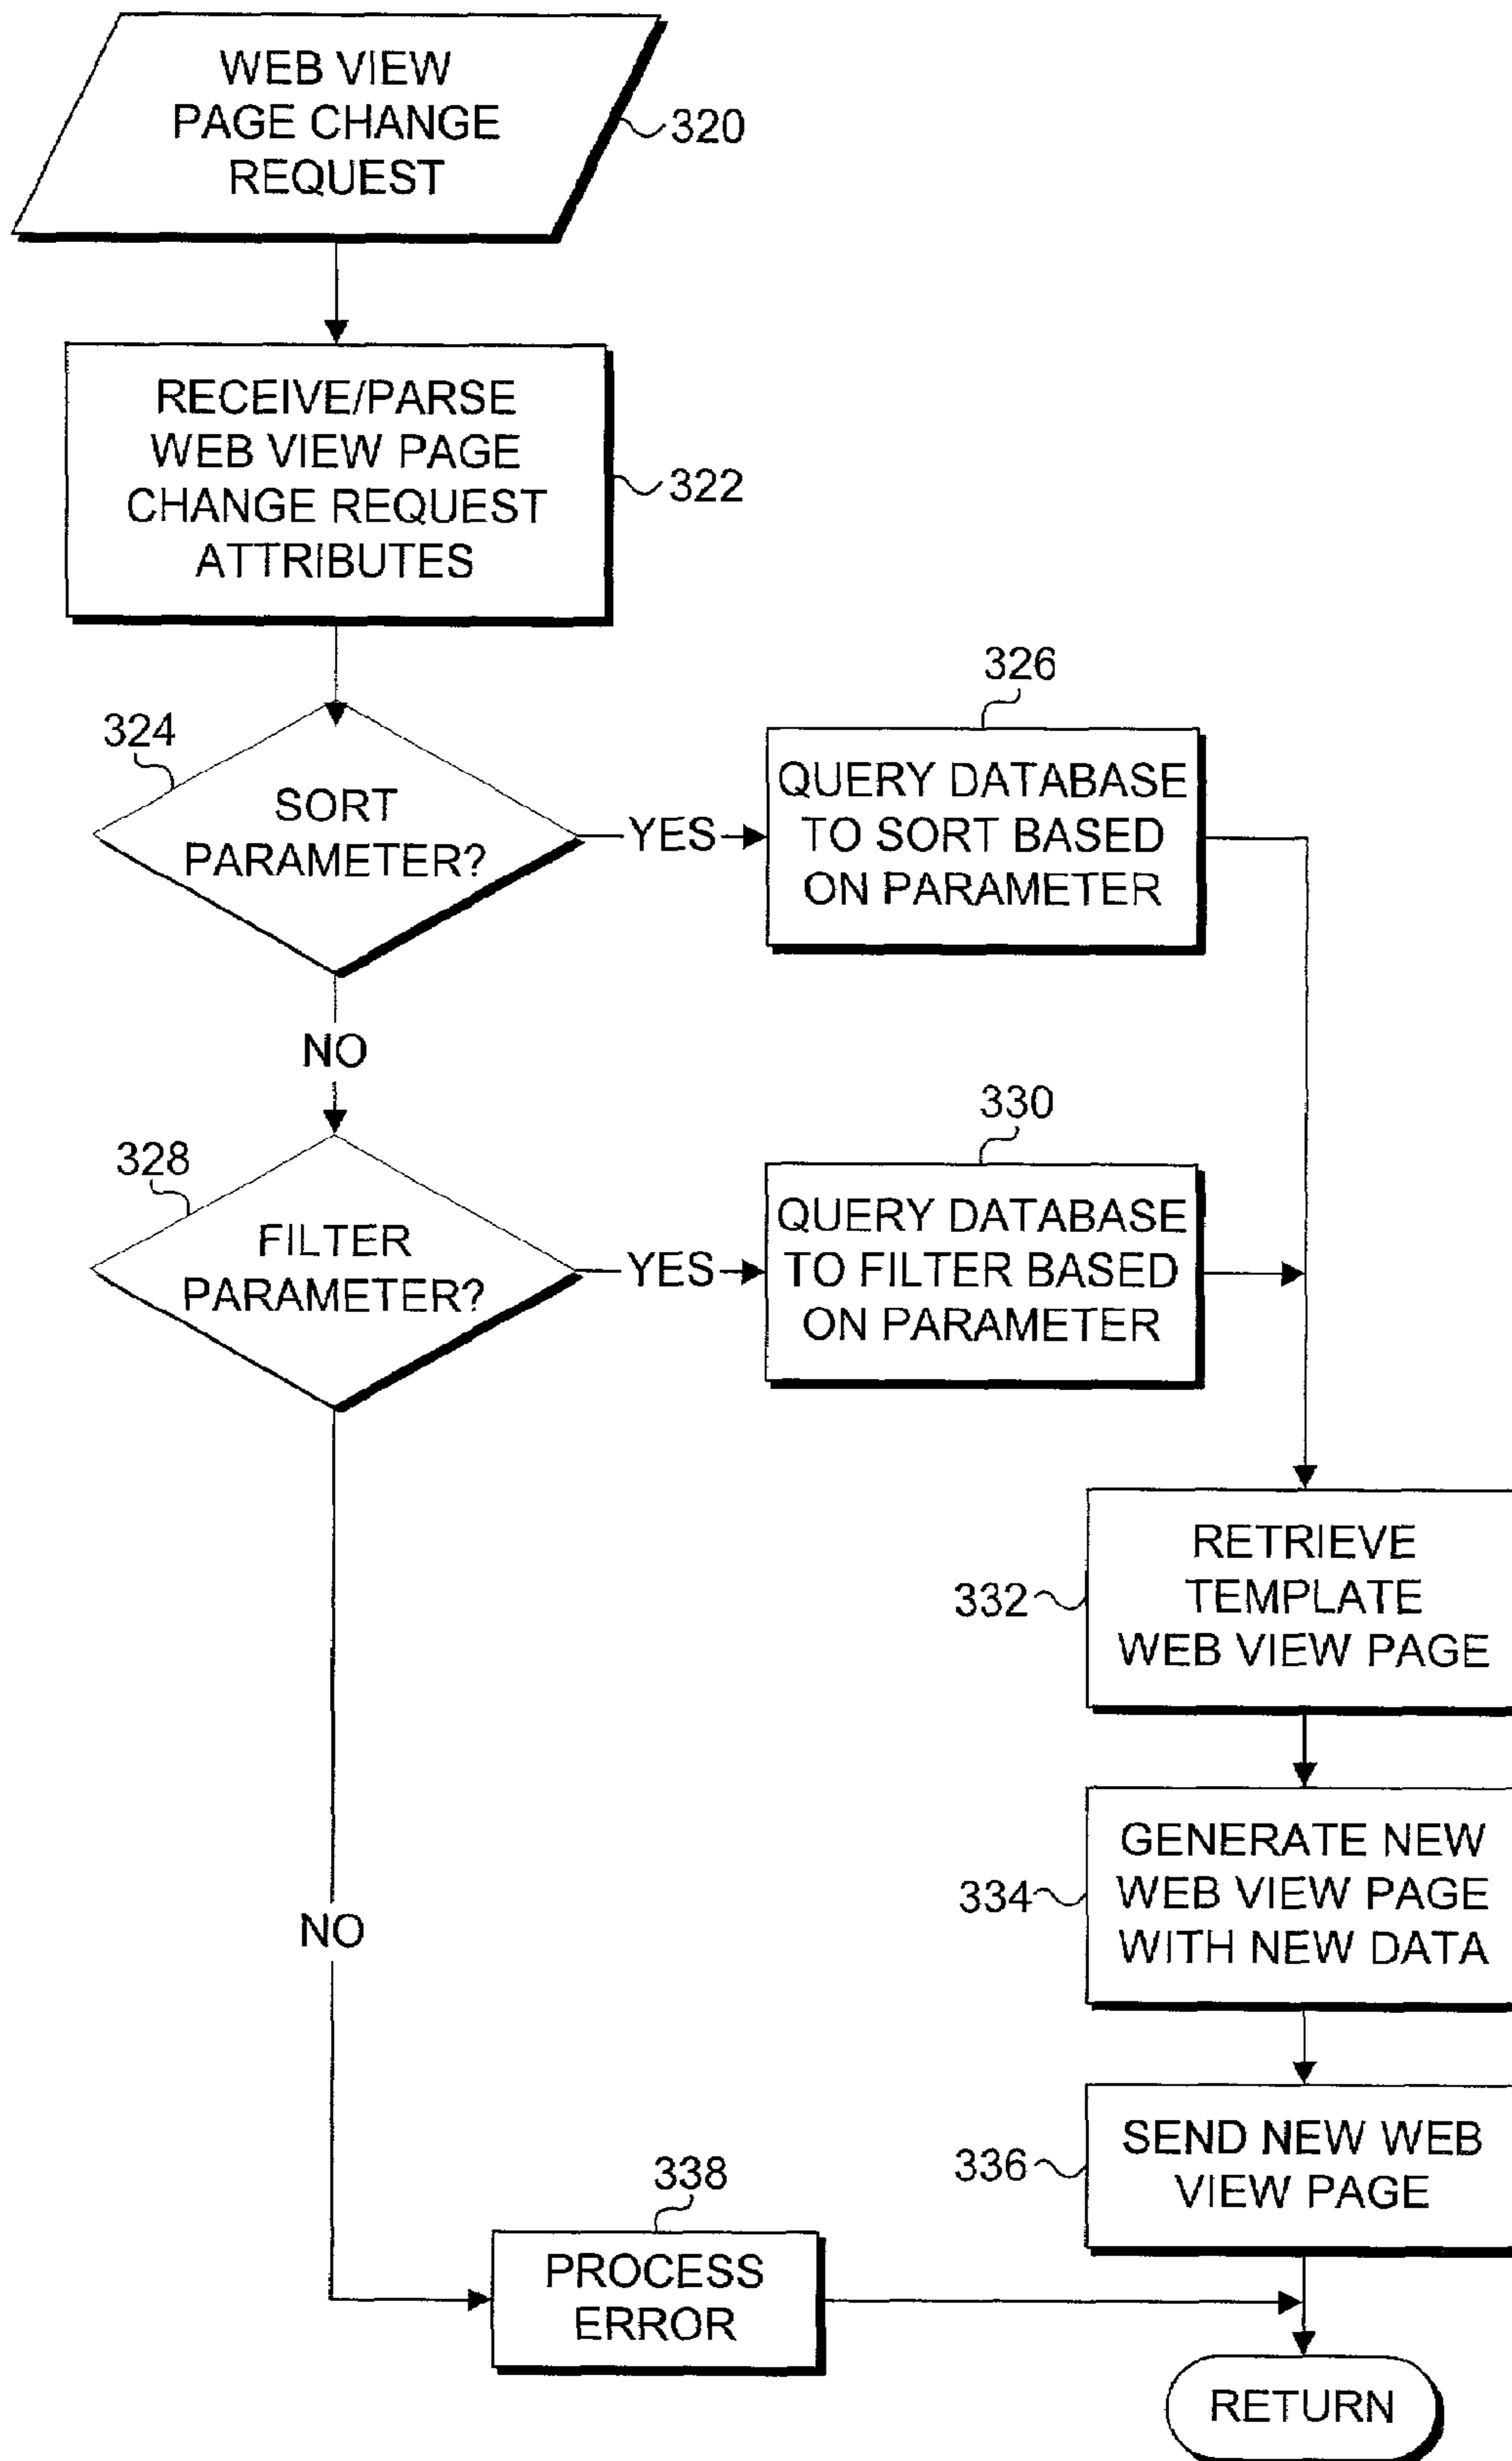 WEB VIEW
PAGE CHANGE
REQUEST
320
RECEIVE/PARSE
WEB VIEW PAGE
CHANGE REQUEST
ATTRIBUTES
322
324
SORT
PARAMETER?
YES
326
QUERY DATABASE
TO SORT BASED
ON PARAMETER
NO
328
FILTER
PARAMETER?
YES
330
QUERY DATABASE
TO FILTER BASED
ON PARAMETER
332
RETRIEVE
TEMPLATE
WEB VIEW PAGE
334
GENERATE NEW
WEB VIEW PAGE
WITH NEW DATA
NO
336
SEND NEW WEB
VIEW PAGE
338
PROCESS
ERROR
RETURN